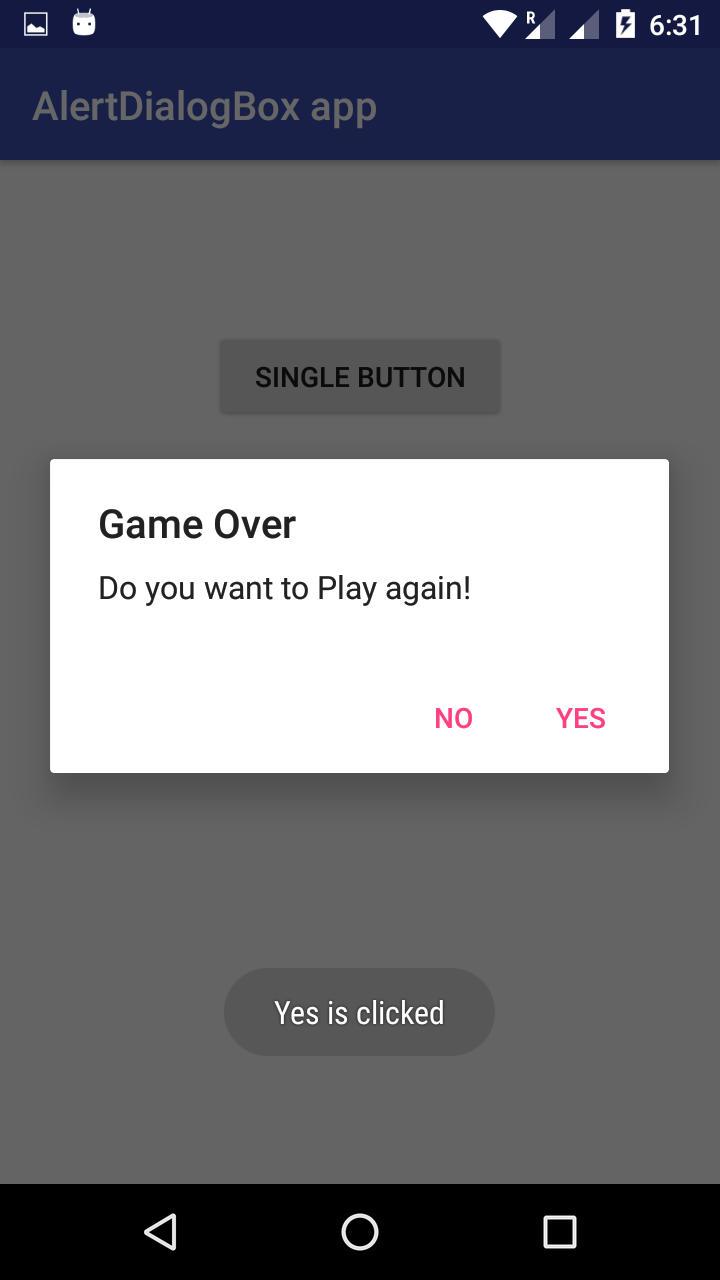 R 6:31
AlertDialogBox app
SINGLE BUTTON
Game Over
Do you want to Play again!
NO YES
Yes is clicked